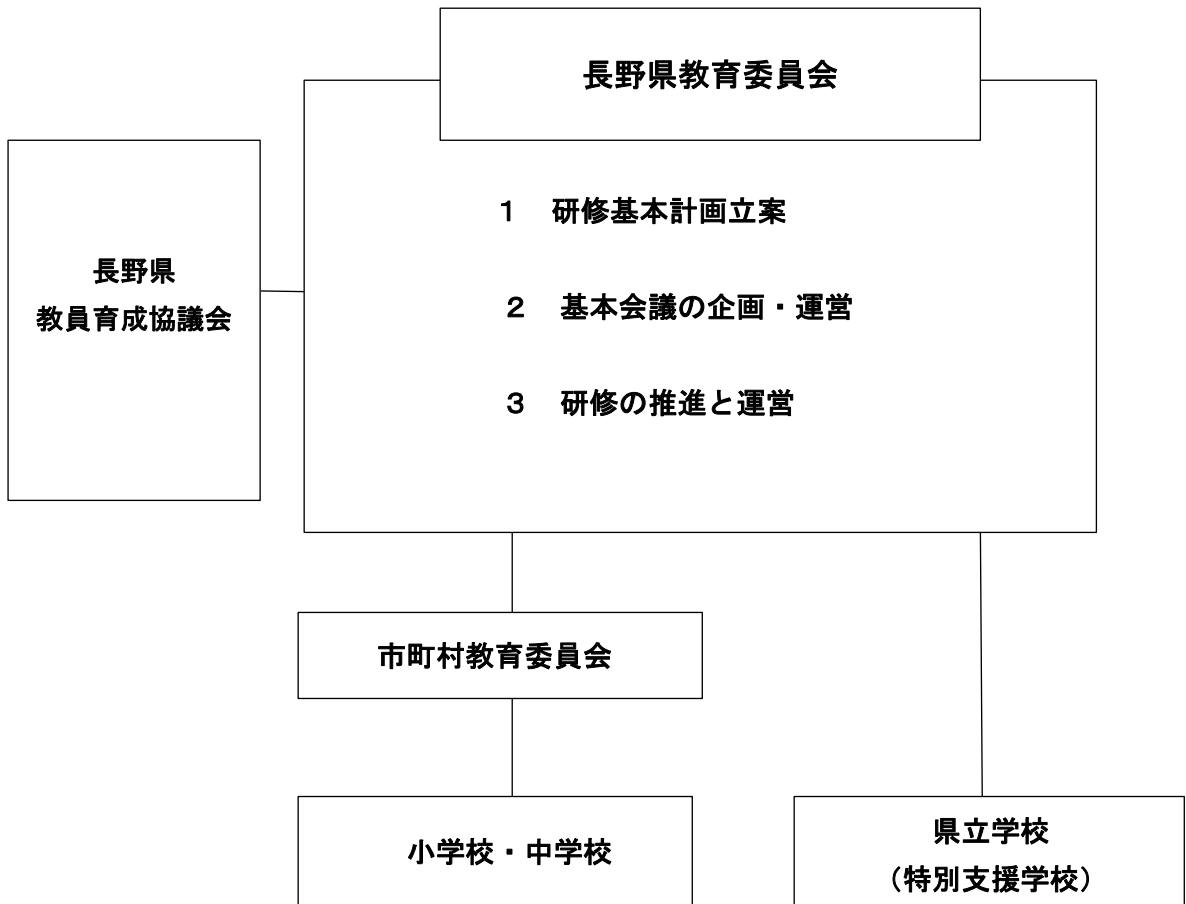 長野県教育委員会
長野県
教員育成協議会
１　研修基本計画立案
２　基本会議の企画・運営
３　研修の推進と運営
市町村教育委員会
小学校・中学校
県立学校
（特別支援学校）